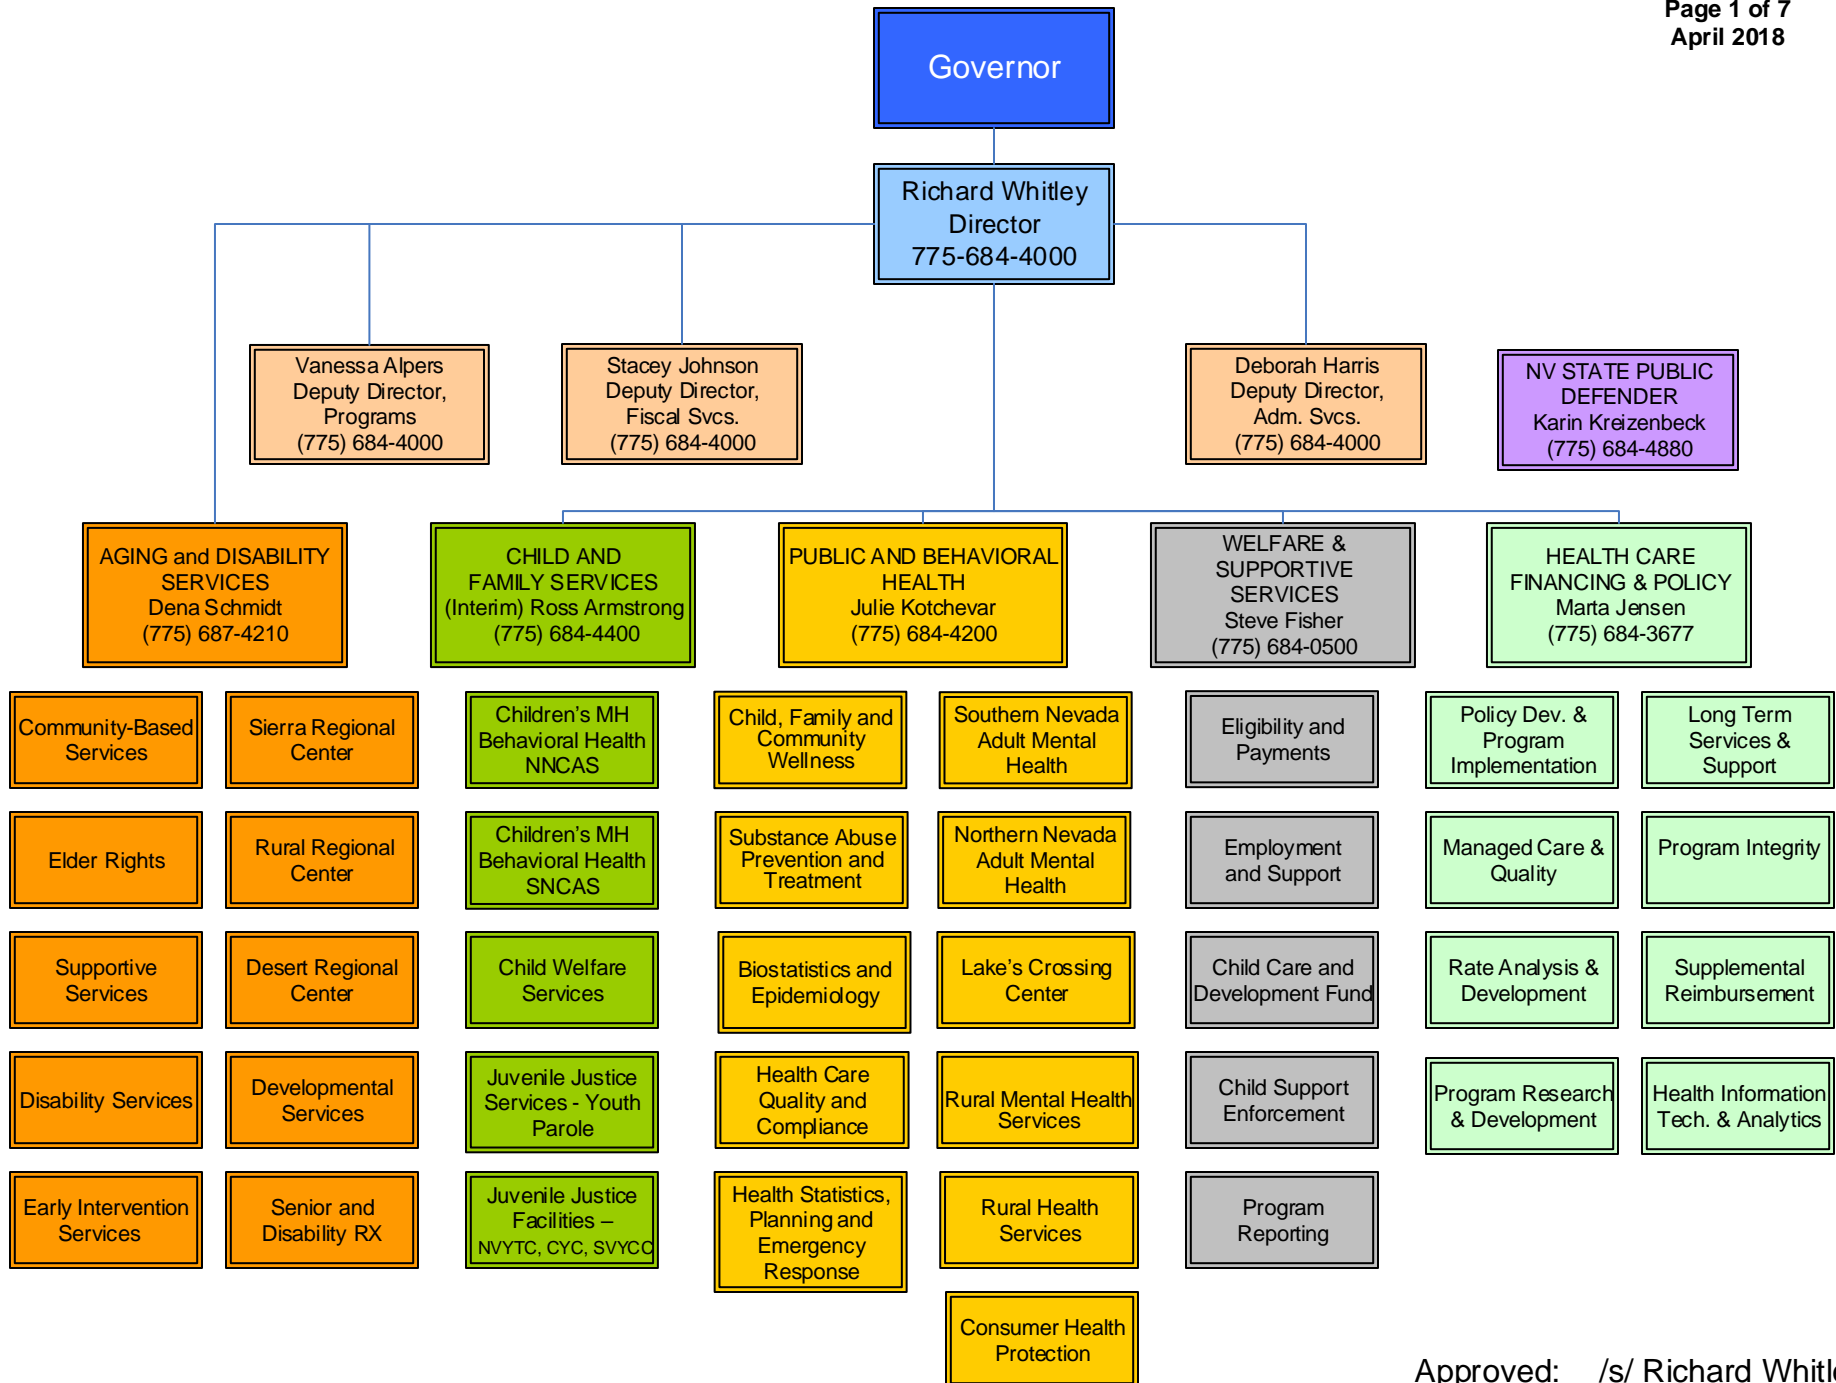 Page 1 of 7
April 2018
Governor
Richard Whitley
Director
775-684-4000
Vanessa Alpers
Deputy Director,
Programs
(775) 684-4000
Stacey Johnson
Deputy Director,
Fiscal Svcs.
(775) 684-4000
Deborah Harris
Deputy Director,
Adm. Svcs.
(775) 684-4000
NV STATE PUBLIC
DEFENDER
Karin Kreizenbeck
(775) 684-4880
AGING and DISABILITY
SERVICES
Dena Schmidt
(775) 687-4210
CHILD AND
FAMILY SERVICES
(Interim) Ross Armstrong
(775) 684-4400
PUBLIC AND BEHAVIORAL
HEALTH
Julie Kotchevar
(775) 684-4200
WELFARE &
SUPPORTIVE
SERVICES
Steve Fisher
(775) 684-0500
HEALTH CARE
FINANCING & POLICY
Marta Jensen
(775) 684-3677
Community-Based
Services
Elder Rights
Supportive
Services
Disability Services
Early Intervention
Services
Sierra Regional
Center
Rural Regional
Center
Desert Regional
Center
Developmental
Services
Senior and
Disability RX
Children's MH
Behavioral Health
NNCAS
Children's MH
Behavioral Health
SNCAS
Child Welfare
Services
Juvenile Justice
Services - Youth
Parole
Juvenile Justice
Facilities –
NVYTC, CYC, SVYCC
Child, Family and
Community
Wellness
Substance Abuse
Prevention and
Treatment
Biostatistics and
Epidemiology
Health Care
Quality and
Compliance
Health Statistics,
Planning and
Emergency
Response
Southern Nevada
Adult Mental
Health
Northern Nevada
Adult Mental
Health
Lake's Crossing
Center
Rural Mental Health
Services
Rural Health
Services
Consumer Health
Protection
Eligibility and
Payments
Employment
and Support
Child Care and
Development Fund
Child Support
Enforcement
Program
Reporting
Policy Dev. &
Program
Implementation
Managed Care &
Quality
Rate Analysis &
Development
Program Research
& Development
Long Term
Services &
Support
Program Integrity
Supplemental
Reimbursement
Health Information
Tech. & Analytics
Approved: /s/ Richard Whitle